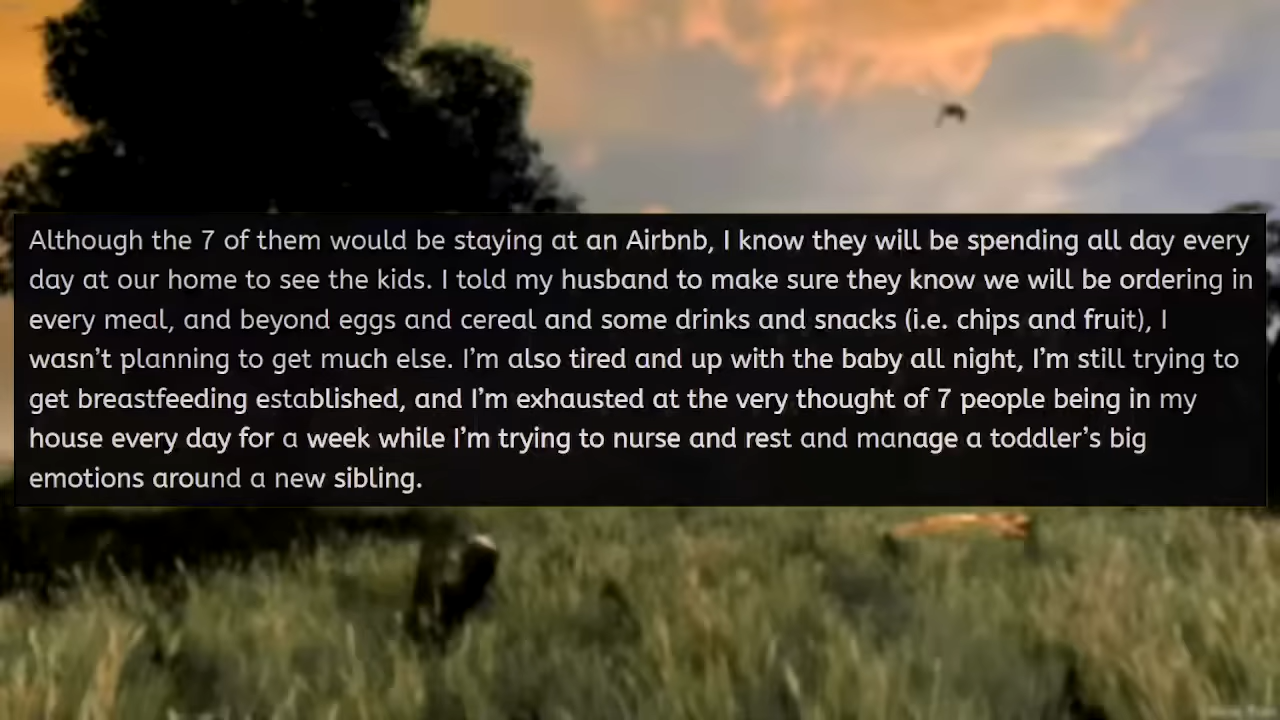 Although the 7 of them would be staying at an Airbnb, I know they will be spending all day every
day at our home to see the kids. I told my husband to make sure they know we will be ordering in
every meal, and beyond eggs and cereal and some drinks and snacks (i.e. chips and fruit), I
wasn’t planning to get much else. I’m also tired and up with the baby all night, I’m still trying to
get breastfeeding established, and I’m exhausted at the very thought of 7 people being in my
house every day for a week while I’m trying to nurse and rest and manage a toddler’s big
emotions around a new sibling.